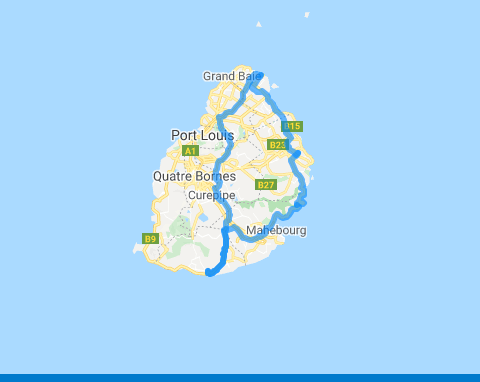 Grand Baie
B15
Port Louis
B23
A1
Quatre Bornes
B27
Curepipe
Mahebourg
B9